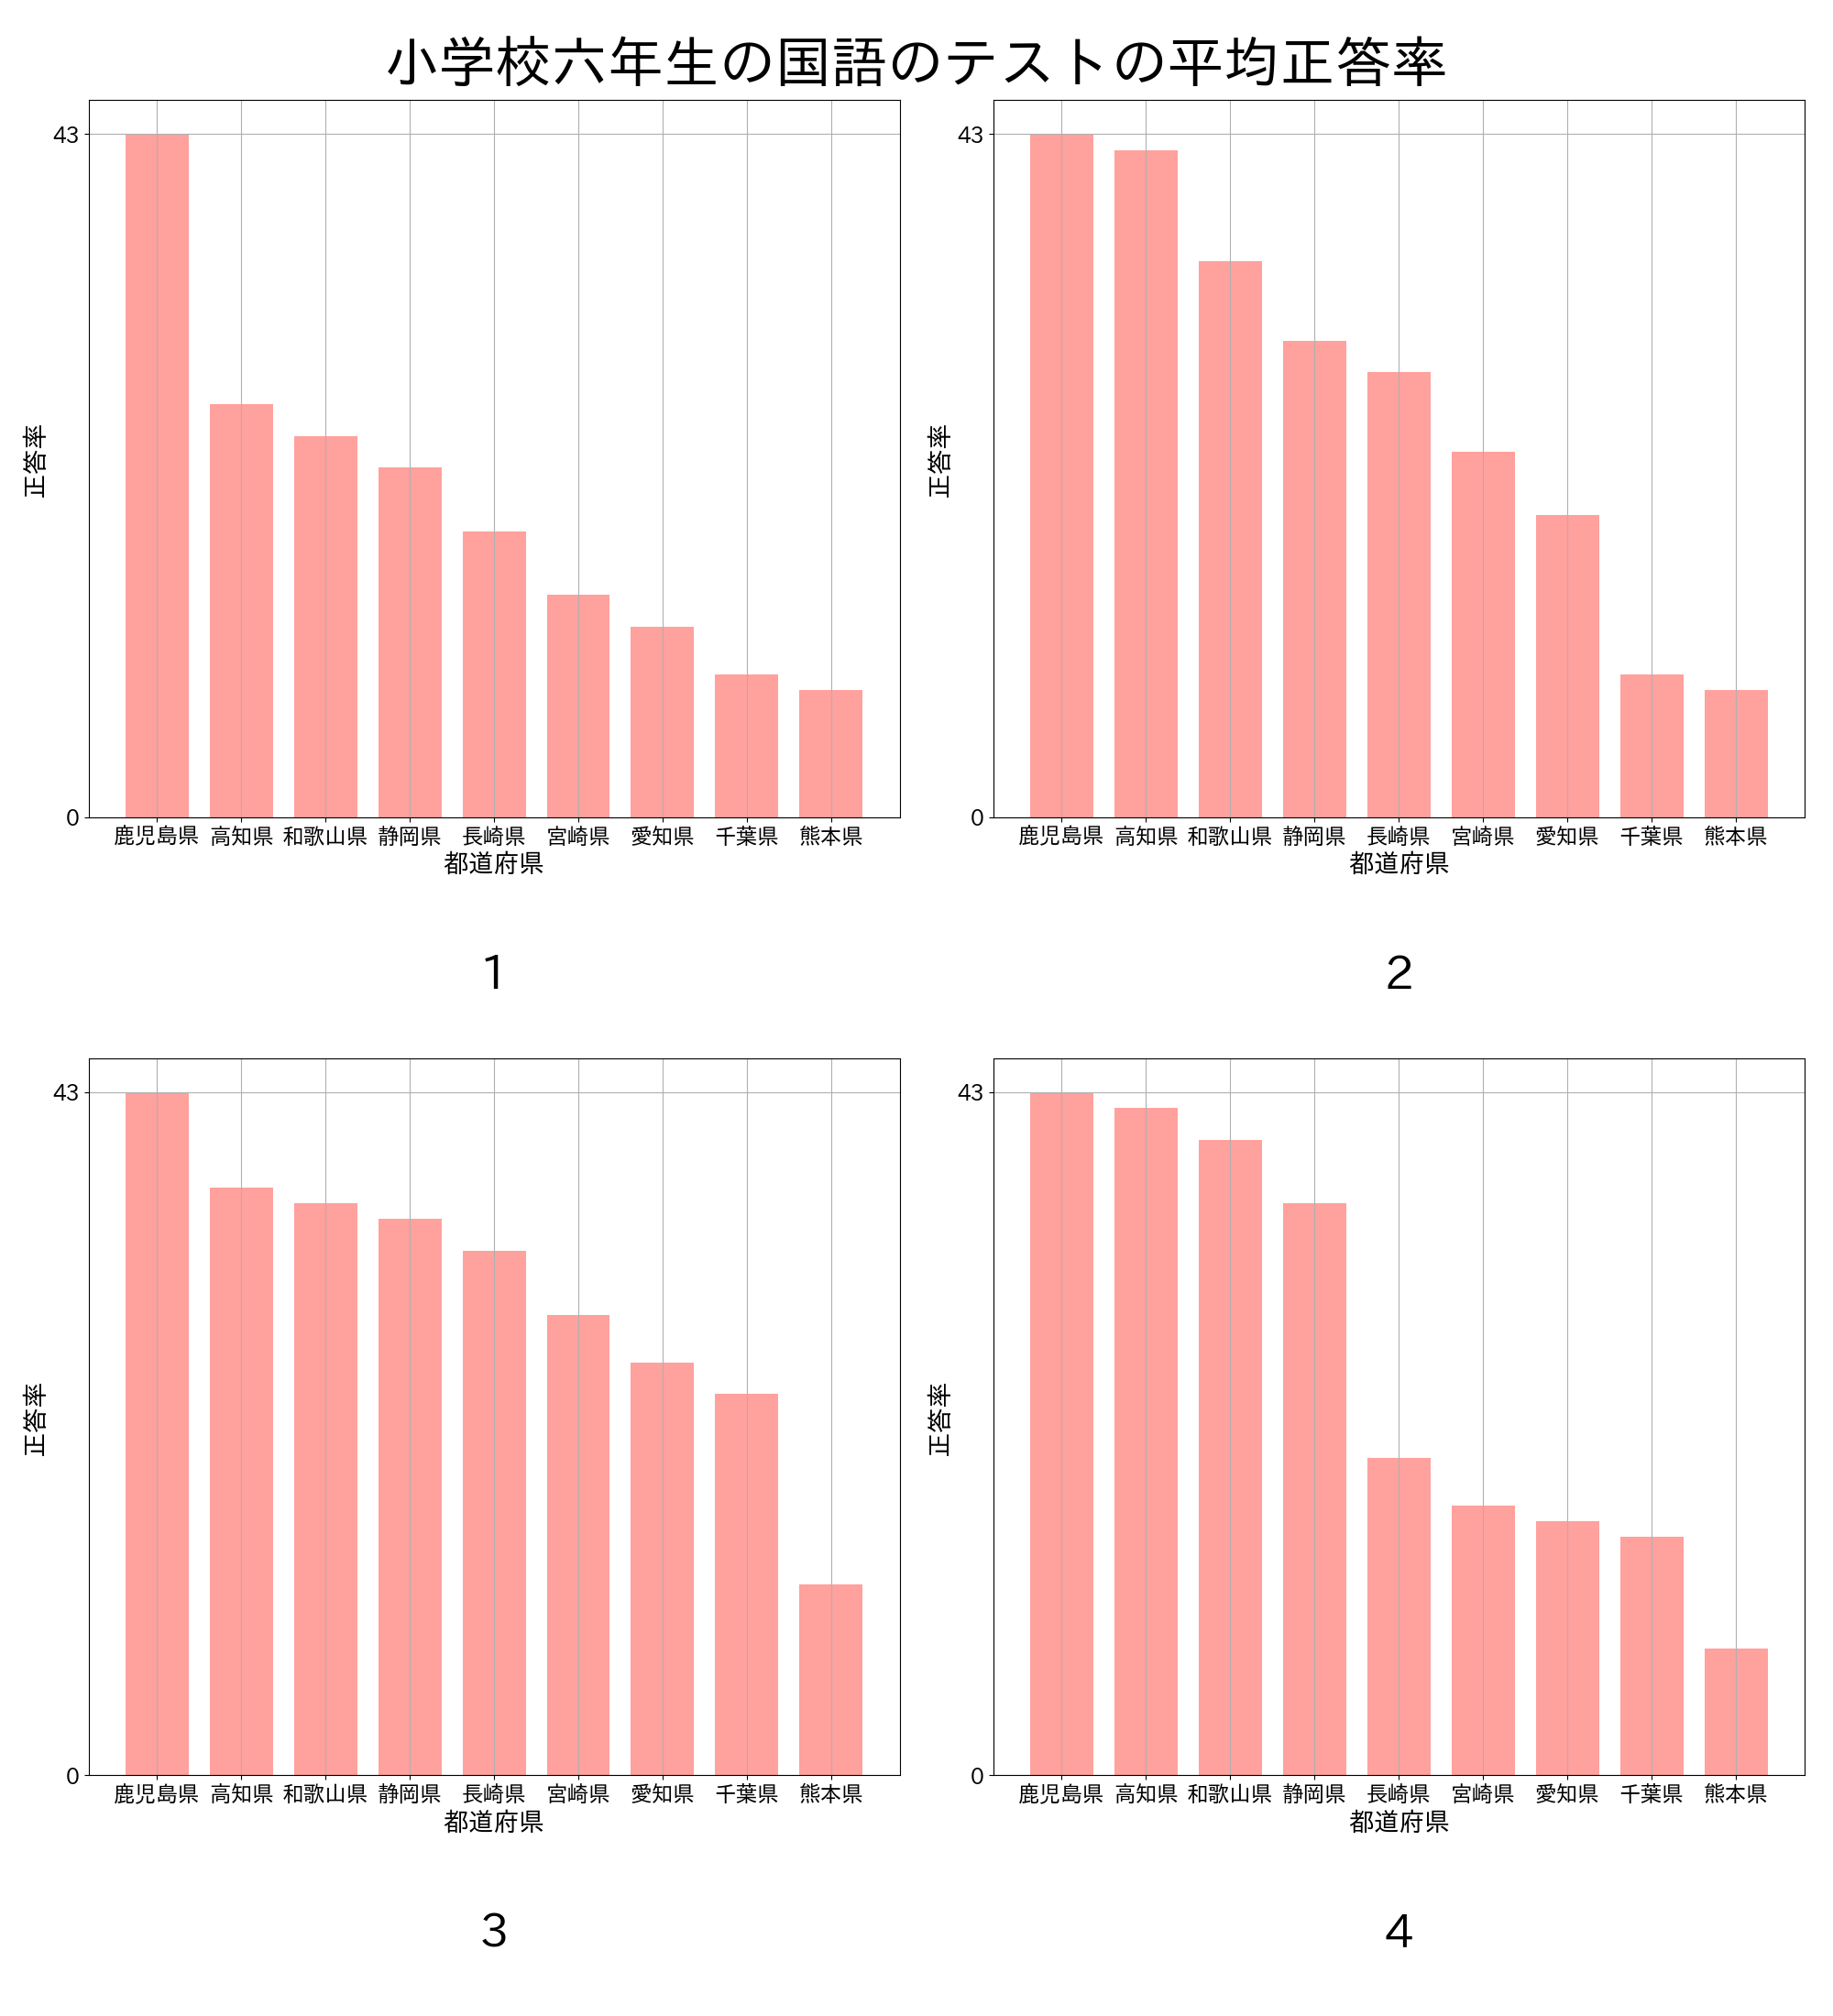 小学校六年生の国語のテストの平均正答率
43
0
正答率
鹿児島県 高知県 和歌山県 静岡県 長崎県 宮崎県 愛知県 千葉県 熊本県
都道府県
1
43
0
正答率
鹿児島県 高知県 和歌山県 静岡県 長崎県 宮崎県 愛知県 千葉県 熊本県
都道府県
2
43
0
正答率
鹿児島県 高知県 和歌山県 静岡県 長崎県 宮崎県 愛知県 千葉県 熊本県
都道府県
3
43
0
正答率
鹿児島県 高知県 和歌山県 静岡県 長崎県 宮崎県 愛知県 千葉県 熊本県
都道府県
4